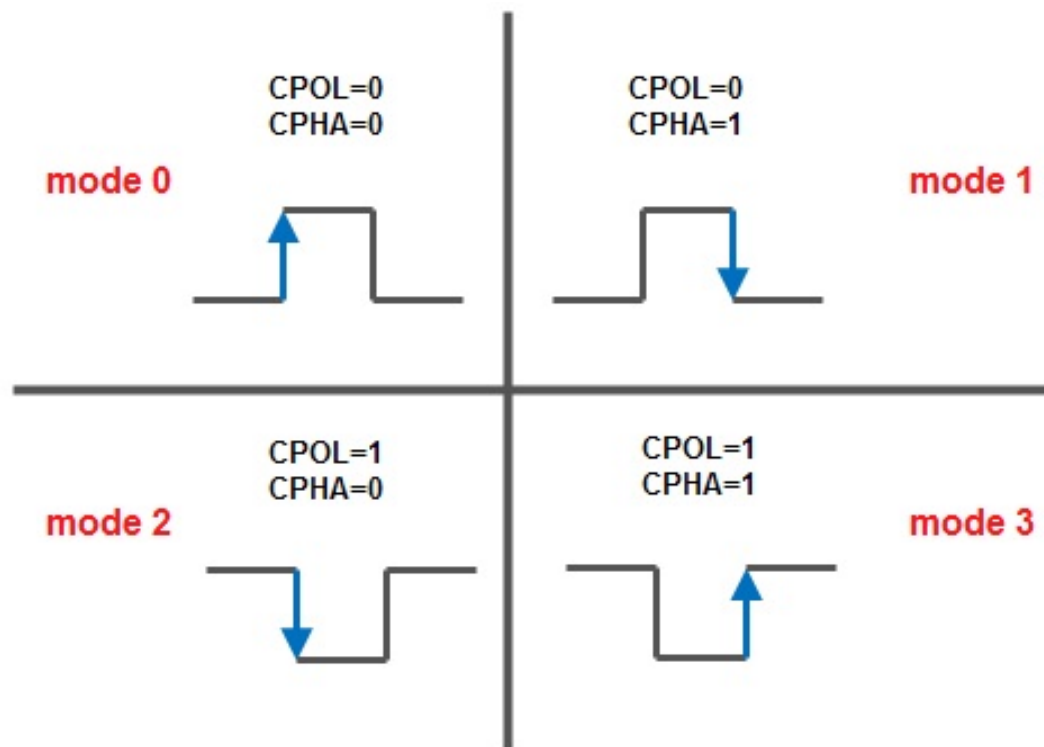 CPOL=0
CPHA=0
mode 0
CPOL=0
CPHA=1
mode 1
CPOL=1
CPHA=0
mode 2
CPOL=1
CPHA=1
mode 3